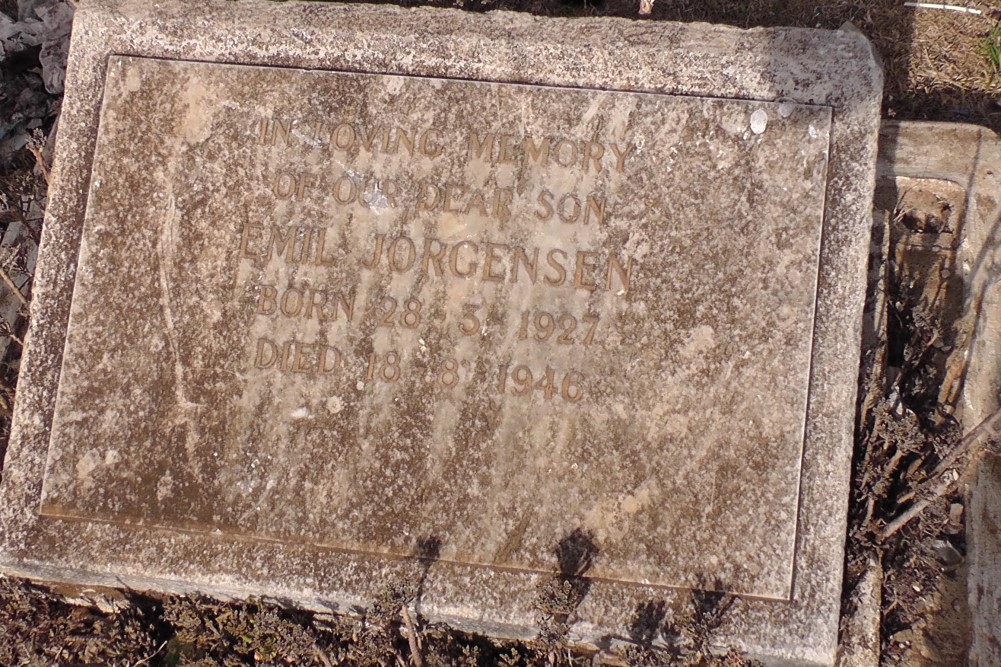 IN LOVING MEMORY
OF OUR DEAR SON
EMIL JORGENSEN
BORN 28 - 3 - 1927
DIED 18 - 8 - 1946